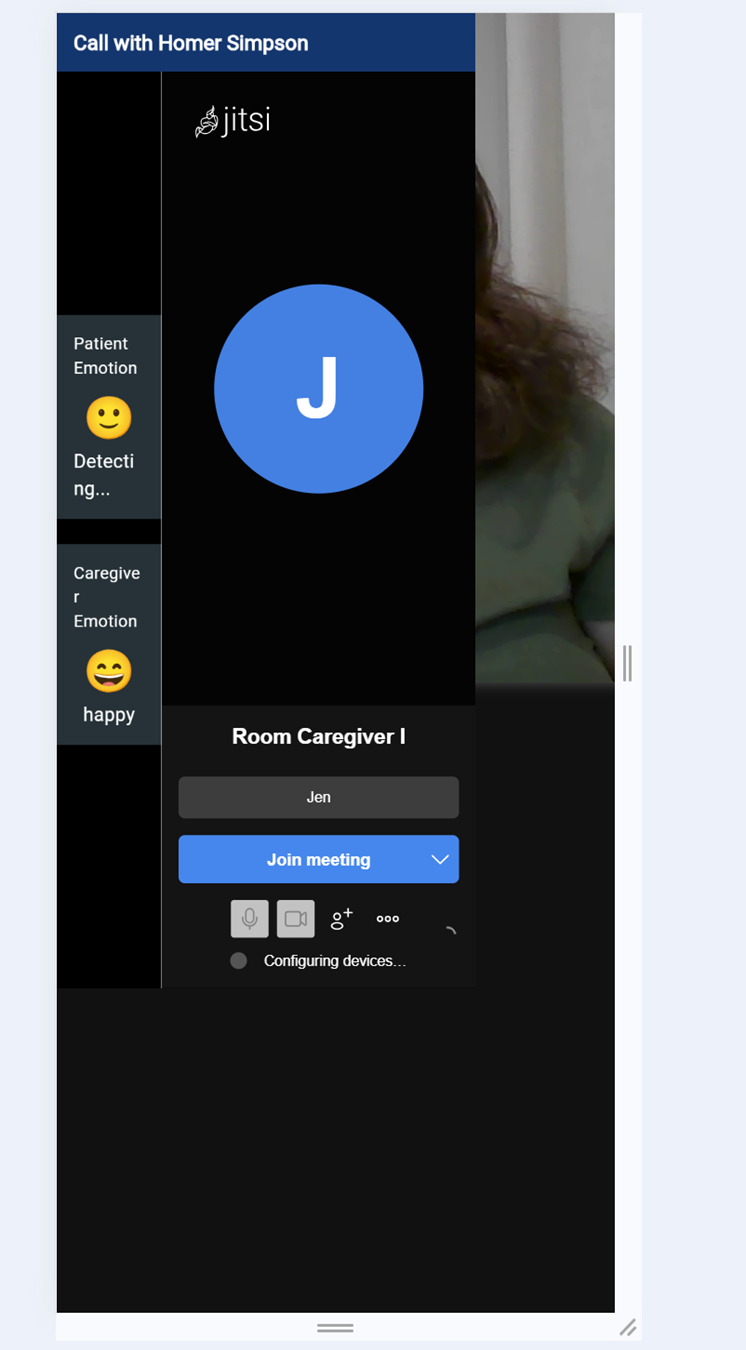 Call with Homer Simpson
jitsi
J
Patient
Emotion
Detecti
ng...
Caregive
r
Emotion
happy
Room Caregiver I
Jen
Join meeting
Configuring devices...